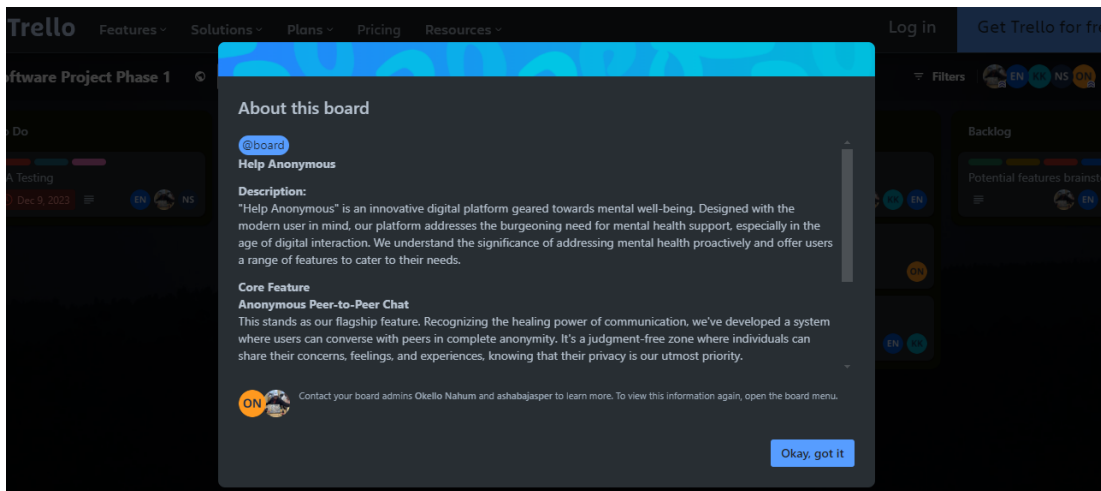 Trello Features Solutions Plans Pricing Resources Log in Get Trello for fr
oftware Project Phase 1 Filters EN KK NS ON
About this board
o Do Backlog
@board
Help Anonymous
A Testing Potential features brainst
Description:
Dec 9, 2023 EN NS KK EN EN
"Help Anonymous" is an innovative digital platform geared towards mental well-being. Designed with the
modern user in mind, our platform addresses the burgeoning need for mental health support, especially in the
age of digital interaction. We understand the significance of addressing mental health proactively and offer users
a range of features to cater to their needs.
ON
Core Feature
Anonymous Peer-to-Peer Chat
This stands as our flagship feature. Recognizing the healing power of communication, we've developed a system
where users can converse with peers in complete anonymity. It's a judgment-free zone where individuals can
EN KK
share their concerns, feelings, and experiences, knowing that their privacy is our utmost priority.
ON Contact your board admins Okello Nahum and ashabajasper to learn more. To view this information again, open the board menu.
Okay, got it